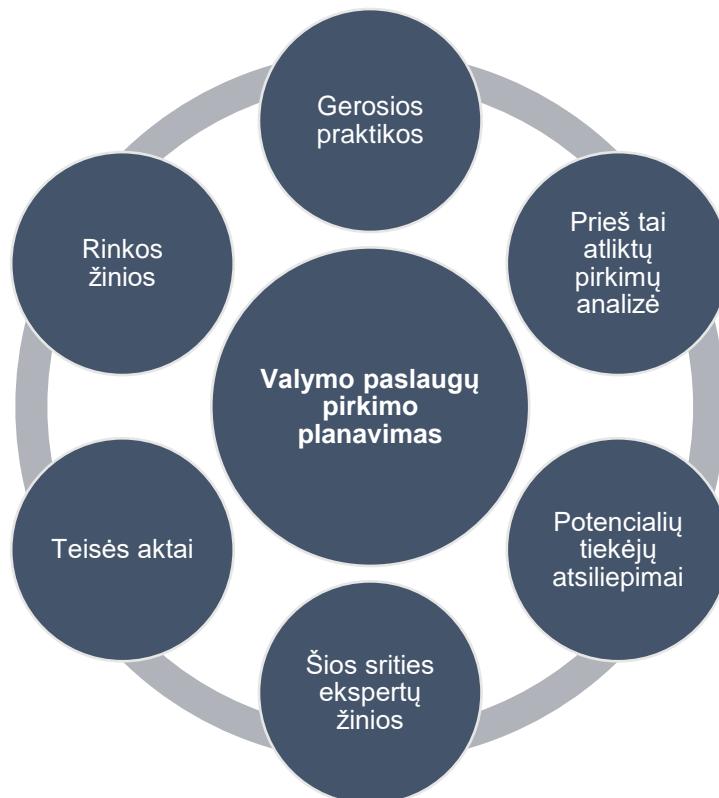 Gerosios
praktikos
Prieš tai
atliktų
pirkimų
analizė
Potencialių
tiekėjų
atsiliepimai
Šios srities
ekspertų
žinios
Teisės aktai
Rinkos
žinios
Valymo paslaugų
pirkimo
planavimas